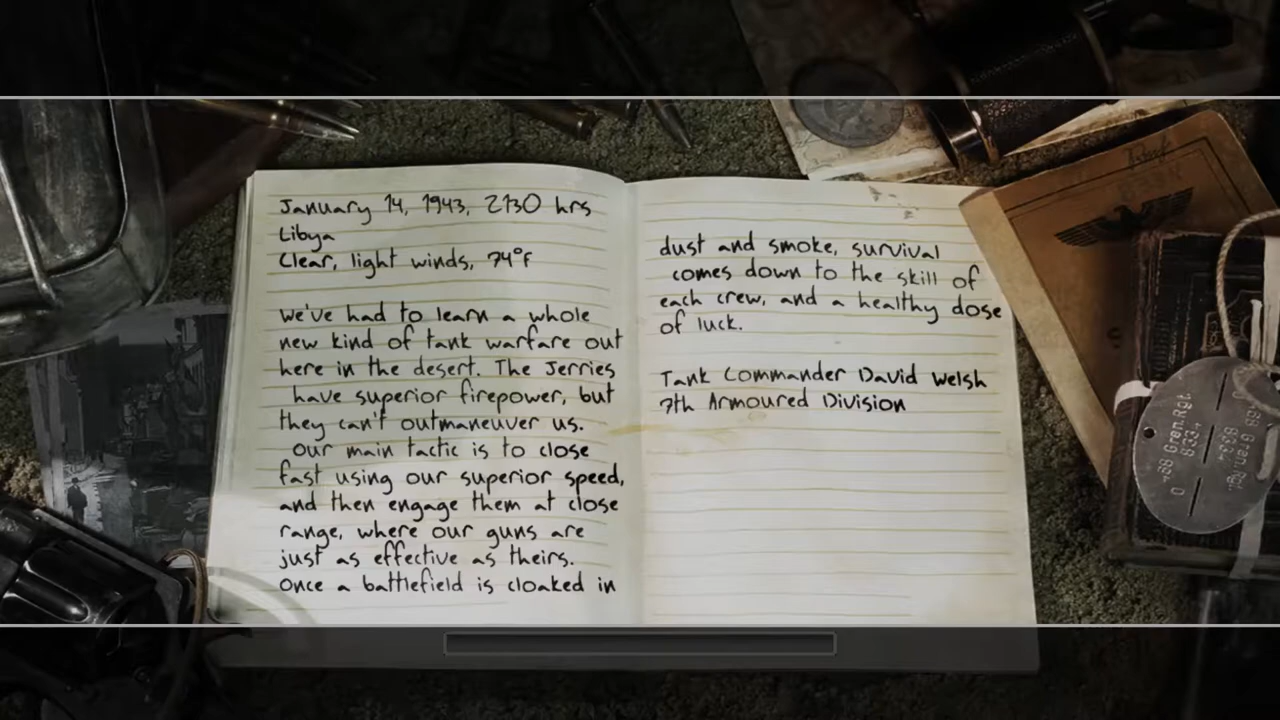 January 14, 1943, 2130 hrs
Libya
Clear, light winds, 74°F
We've had to learn a whole
new kind of tank warfare out
here in the desert. The Jerries
have superior firepower, but
they can't outmaneuver us.
Our main tactic is to close
fast using our superior speed,
and then engage them at close
range, where our guns are
just as effective as theirs.
Once a battlefield is cloaked in
dust and smoke, survival
comes down to the skill of
each crew, and a healthy dose
of luck.
Tank Commander David Welsh
7th Armoured Division